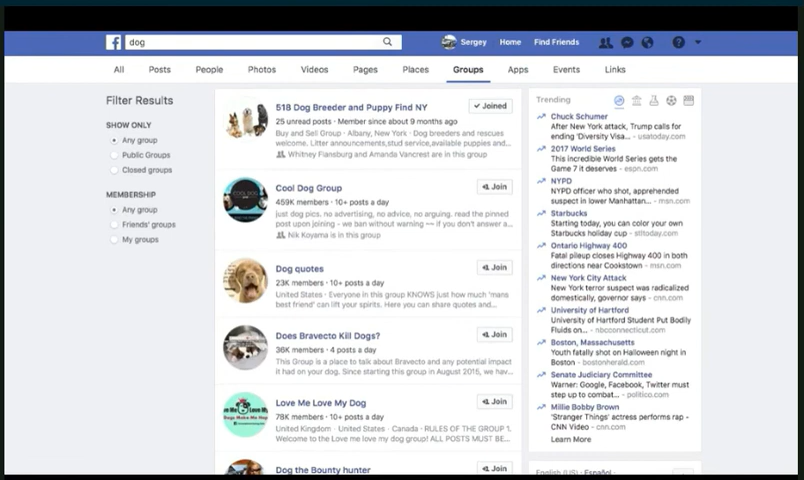 dog
Sergey Home Find Friends
All Posts People Photos Videos Pages Places Groups Apps Events Links
Filter Results
SHOW ONLY
Any group
Public Groups
Closed groups
MEMBERSHIP
Any group
Friends' groups
My groups
518 Dog Breeder and Puppy Find NY
Joined
25 unread posts · Member since about 9 months ago
Buy and Sell Group · Albany, New York · Dog breeders and rescues
welcome. Litter announcements,stud service,available puppies and...
Whitney Flansburg and Amanda Vancrest are in this group
Cool Dog Group
Join
459K members · 10+ posts a day
just dog pics. no advertising, no advice, no arguing. read the pinned
post upon joining - we ban without warning ~~ if you don't answer a...
Nik Koyama is in this group
Dog quotes
Join
23K members · 10+ posts a day
United States · Everyone in this group KNOWS just how much 'mans
best friend' can lift your spirits. Here you can share quotes and...
Does Bravecto Kill Dogs?
Join
36K members · 4 posts a day
This Group is a place to talk about Bravecto and any potential impact
it had on your dog. Since starting this group in August 2015, we hav...
Love Me Love My Dog
Join
78K members · 10+ posts a day
United Kingdom · United States · Canada · RULES OF THE GROUP 1.
Welcome to the Love me love my dog group! ALL POSTS MUST BE...
Dog the Bounty hunter
Join
Trending
Chuck Schumer
After New York attack, Trump calls for
ending 'Diversity Visa... - usatoday.com
2017 World Series
This incredible World Series gets the
Game 7 it deserves - espn.com
NYPD
NYPD officer who shot, apprehended
suspect in lower Manhattan... - msn.com
Starbucks
Starting today, you can color your own
Starbucks holiday cup - stltoday.com
Ontario Highway 400
Fatal pileup closes Highway 400 in both
directions near Cookstown - msn.com
New York City Attack
New York terror suspect was radicalized
domestically, governor says - cnn.com
University of Hartford
University of Hartford Student Put Bodily
Fluids on... - nbcconnecticut.com
Boston, Massachusetts
Youth fatally shot on Halloween night in
Boston - bostonherald.com
Senate Judiciary Committee
Warner: Google, Facebook, Twitter must
step up to combat... - politico.com
Millie Bobby Brown
'Stranger Things' actress performs rap -
CNN Video - cnn.com
Learn More
English (US) · Español ·